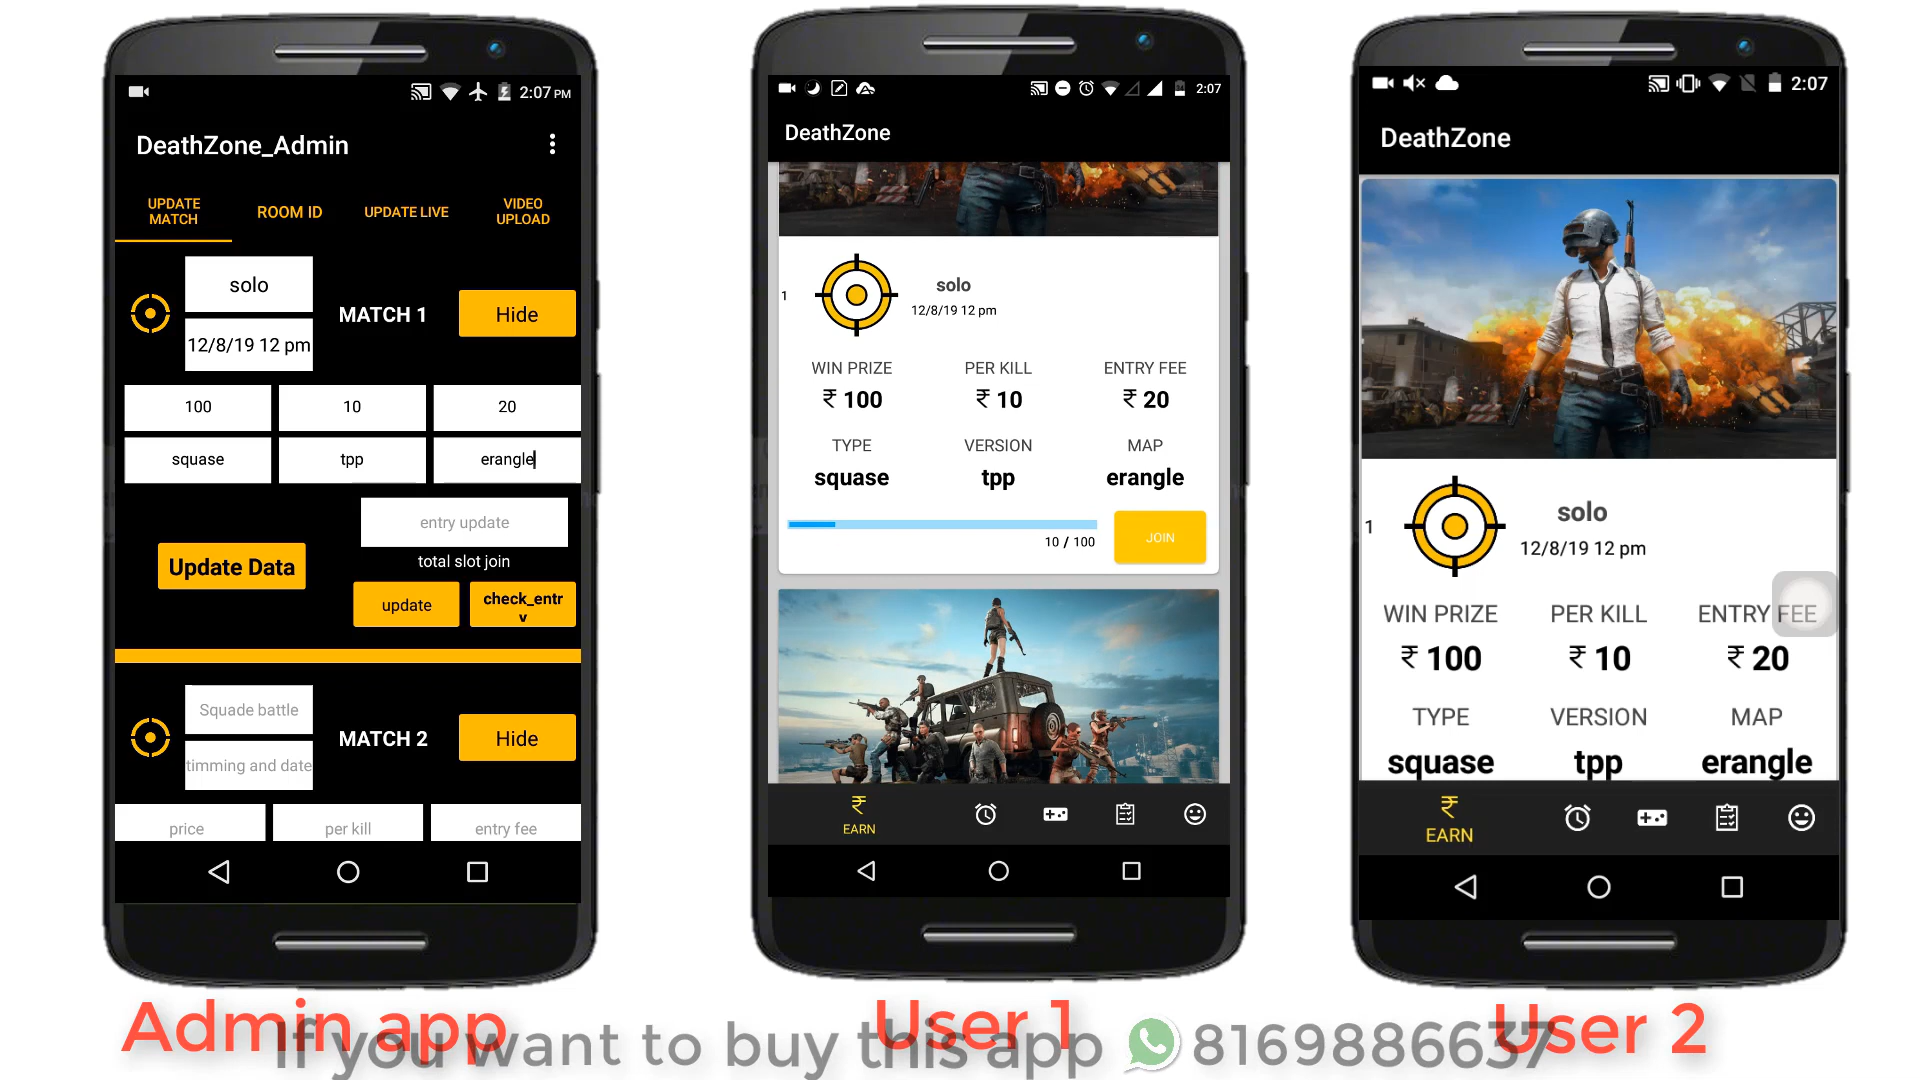 2:07 PM
DeathZone_Admin
UPDATE MATCH
ROOM ID
UPDATE LIVE
VIDEO UPLOAD
solo
12/8/19 12 pm
MATCH 1
Hide
100
10
20
squase
tpp
erangle
entry update
total slot join
Update Data
update
check_entr
y
Squade battle
timming and date
MATCH 2
Hide
price
per kill
entry fee
Admin app
2:07
DeathZone
1
solo
12/8/19 12 pm
WIN PRIZE
PER KILL
ENTRY FEE
₹ 100
₹ 10
₹ 20
TYPE
VERSION
MAP
squase
tpp
erangle
10 / 100
JOIN
₹
EARN
User 1
2:07
DeathZone
1
solo
12/8/19 12 pm
WIN PRIZE
PER KILL
ENTRY FEE
₹ 100
₹ 10
₹ 20
TYPE
VERSION
MAP
squase
tpp
erangle
₹
EARN
User 2
If you want to buy this app 8169886637